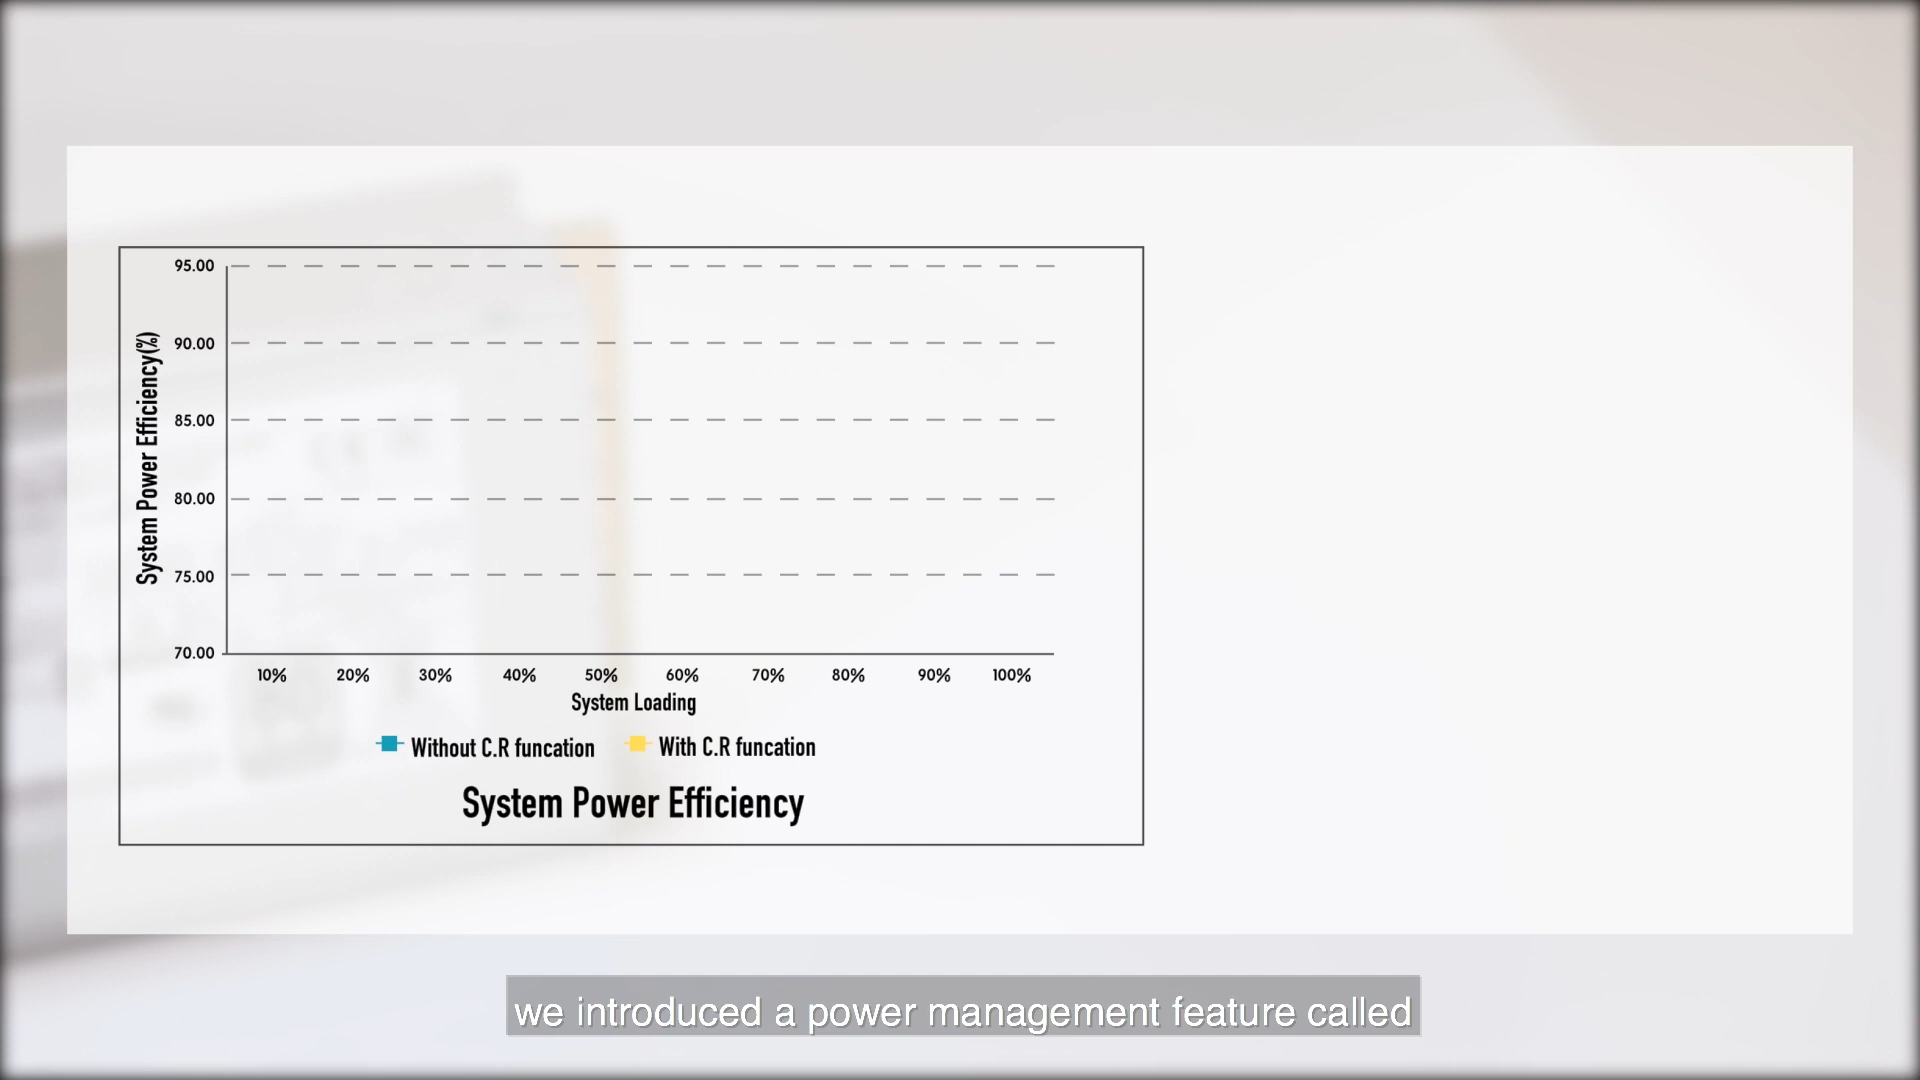 95.00
90.00
85.00
80.00
75.00
70.00
System Power Efficiency(%)
10% 20% 30% 40% 50% 60% 70% 80% 90% 100%
System Loading
Without C.R funcation With C.R funcation
System Power Efficiency
we introduced a power management feature called